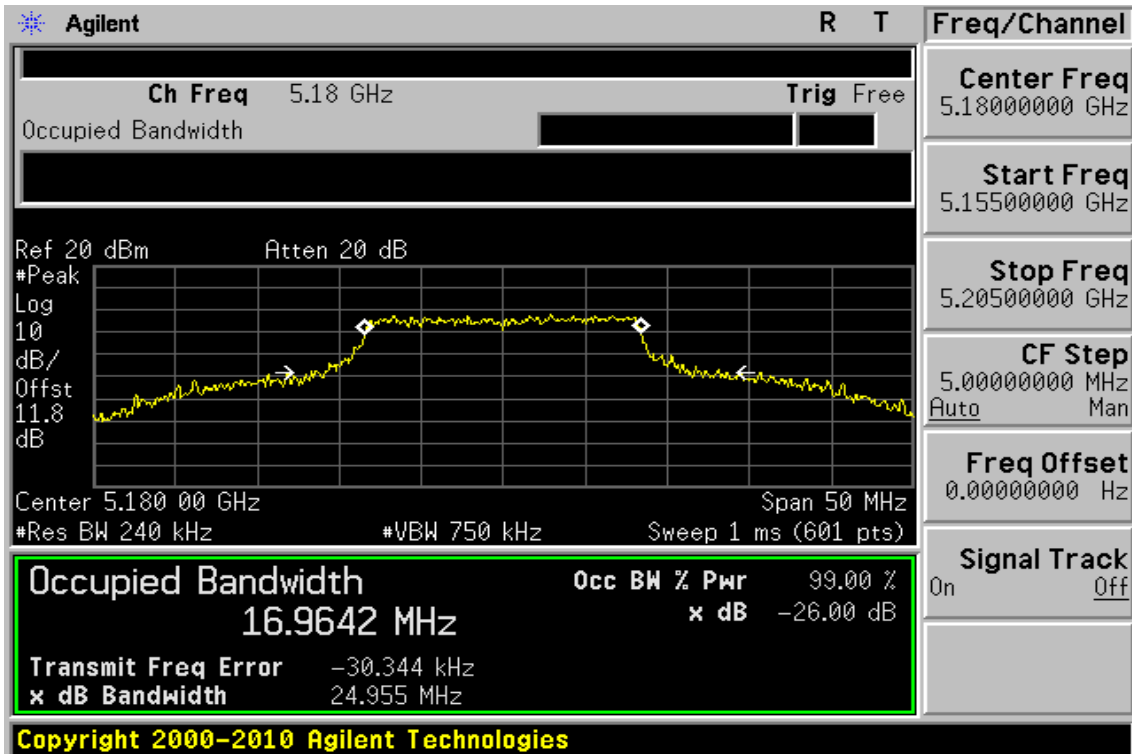 Agilent R T
Ch Freq 5.18 GHz Trig Free
Occupied Bandwidth
Ref 20 dBm Atten 20 dB
#Peak
Log
10
dB/
Offst
11.8
dB
Center 5.180 00 GHz Span 50 MHz
#Res BW 240 kHz #VBW 750 kHz Sweep 1 ms (601 pts)
Occupied Bandwidth
16.9642 MHz
Occ BW % Pwr 99.00 %
x dB -26.00 dB
Transmit Freq Error -30.344 kHz
x dB Bandwidth 24.955 MHz
Copyright 2000-2010 Agilent Technologies
Freq/Channel
Center Freq
5.18000000 GHz
Start Freq
5.15500000 GHz
Stop Freq
5.20500000 GHz
CF Step
5.00000000 MHz
Auto Man
Freq Offset
0.00000000 Hz
Signal Track
On Off